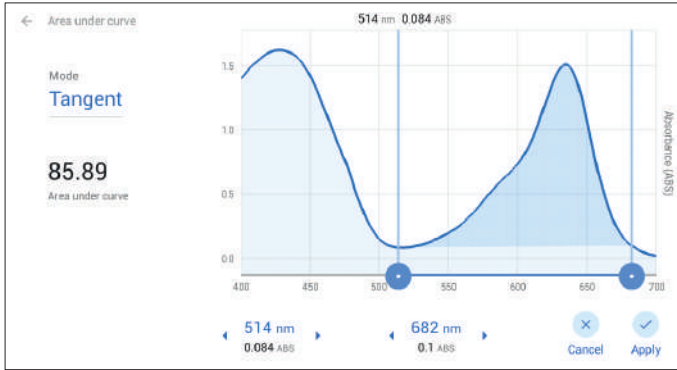 ← Area under curve
514 nm 0.084 ABS
Mode
Tangent
85.89
Area under curve
1.5
1.0
0.5
0.0
Absorbance (ABS)
400 450 500 550 600 650 700
514 nm
0.084 ABS
682 nm
0.1 ABS
Cancel
Apply